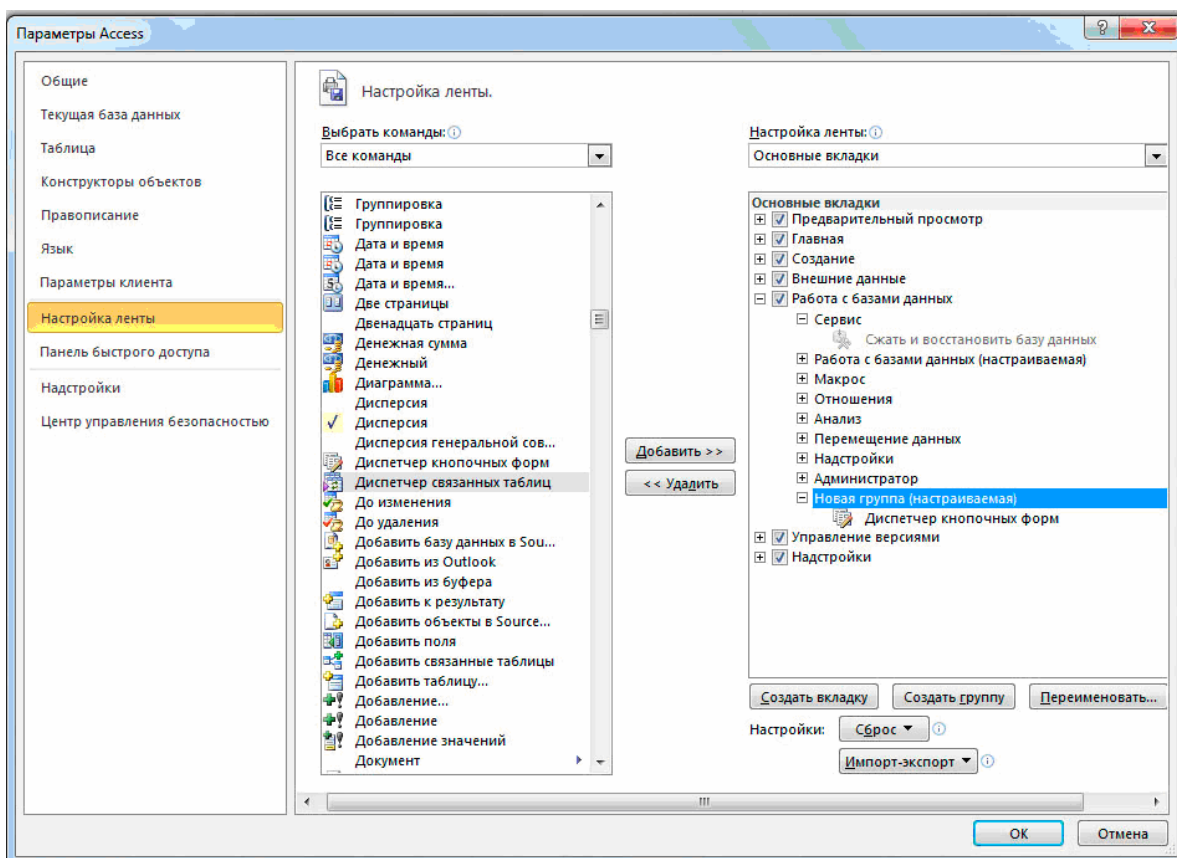 Параметры Access
Общие
Текущая база данных
Таблица
Конструкторы объектов
Правописание
Язык
Параметры клиента
Настройка ленты
Панель быстрого доступа
Надстройки
Центр управления безопасностью
Настройка ленты.
Выбрать команды:
Все команды
Группировка
Группировка
Дата и время
Дата и время
Дата и время...
Две страницы
Двенадцать страниц
Денежная сумма
Денежный
Диаграмма...
Дисперсия
Дисперсия
Дисперсия генеральной сов...
Диспетчер кнопочных форм
Диспетчер связанных таблиц
До изменения
До удаления
Добавить базу данных в Sou...
Добавить из Outlook
Добавить из буфера
Добавить к результату
Добавить объекты в Source...
Добавить поля
Добавить связанные таблицы
Добавить таблицу...
Добавление...
Добавление
Добавление значений
Документ
Добавить >>
<< Удалить
Настройка ленты:
Основные вкладки
Основные вкладки
Предварительный просмотр
Главная
Создание
Внешние данные
Работа с базами данных
Сервис
Сжать и восстановить базу данных
Работа с базами данных (настраиваемая)
Макрос
Отношения
Анализ
Перемещение данных
Надстройки
Администратор
Новая группа (настраиваемая)
Диспетчер кнопочных форм
Управление версиями
Надстройки
Создать вкладку
Создать группу
Переименовать...
Настройки:
Сброс
Импорт-экспорт
ОК
Отмена